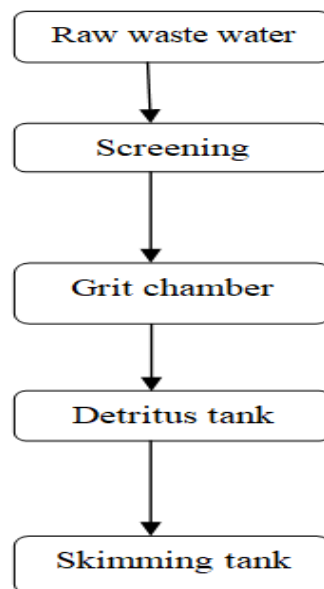 Raw waste water
Screening
Grit chamber
Detritus tank
Skimming tank